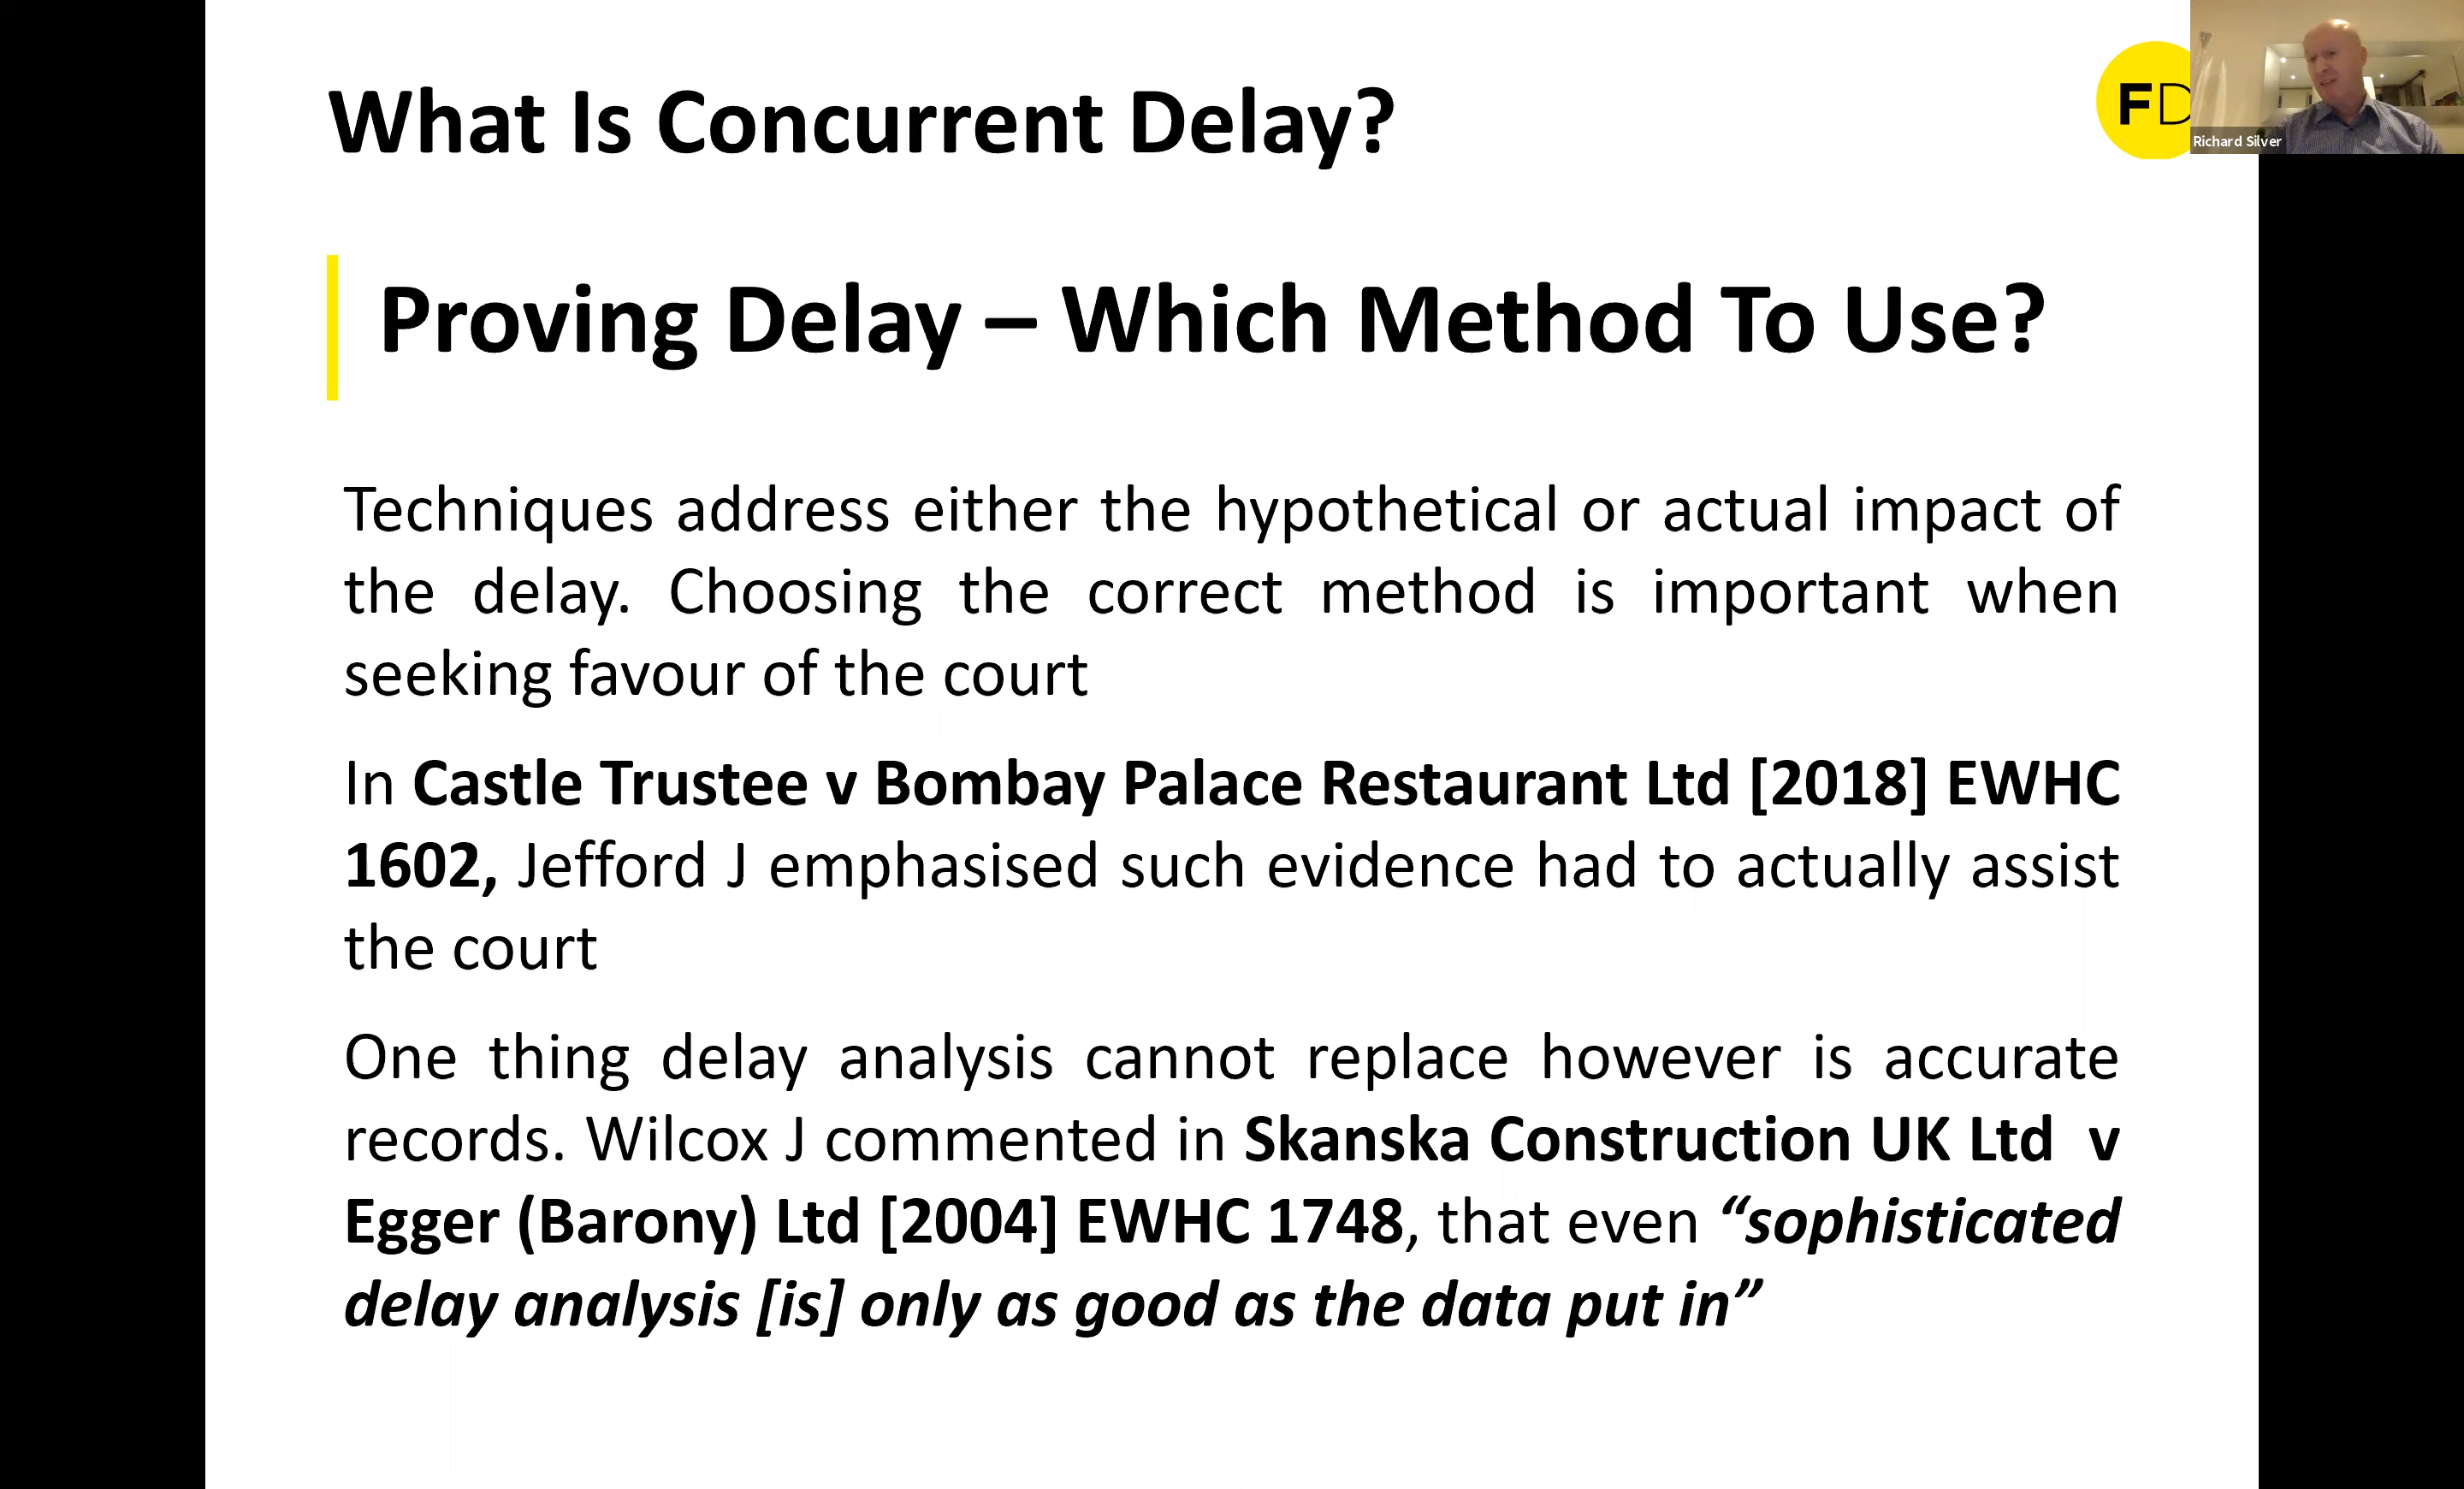 What Is Concurrent Delay?
FD
Richard Silver
Proving Delay – Which Method To Use?
Techniques address either the hypothetical or actual impact of
the delay. Choosing the correct method is important when
seeking favour of the court
In Castle Trustee v Bombay Palace Restaurant Ltd [2018] EWHC
1602, Jefford J emphasised such evidence had to actually assist
the court
One thing delay analysis cannot replace however is accurate
records. Wilcox J commented in Skanska Construction UK Ltd v
Egger (Barony) Ltd [2004] EWHC 1748, that even “sophisticated
delay analysis [is] only as good as the data put in”